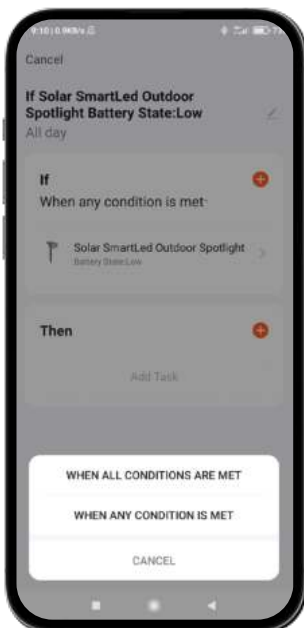 Cancel
If Solar SmartLed Outdoor
Spotlight Battery State:Low
All day
If
When any condition is met
Solar SmartLed Outdoor Spotlight
Battery State:Low
Then
Add Task
WHEN ALL CONDITIONS ARE MET
WHEN ANY CONDITION IS MET
CANCEL